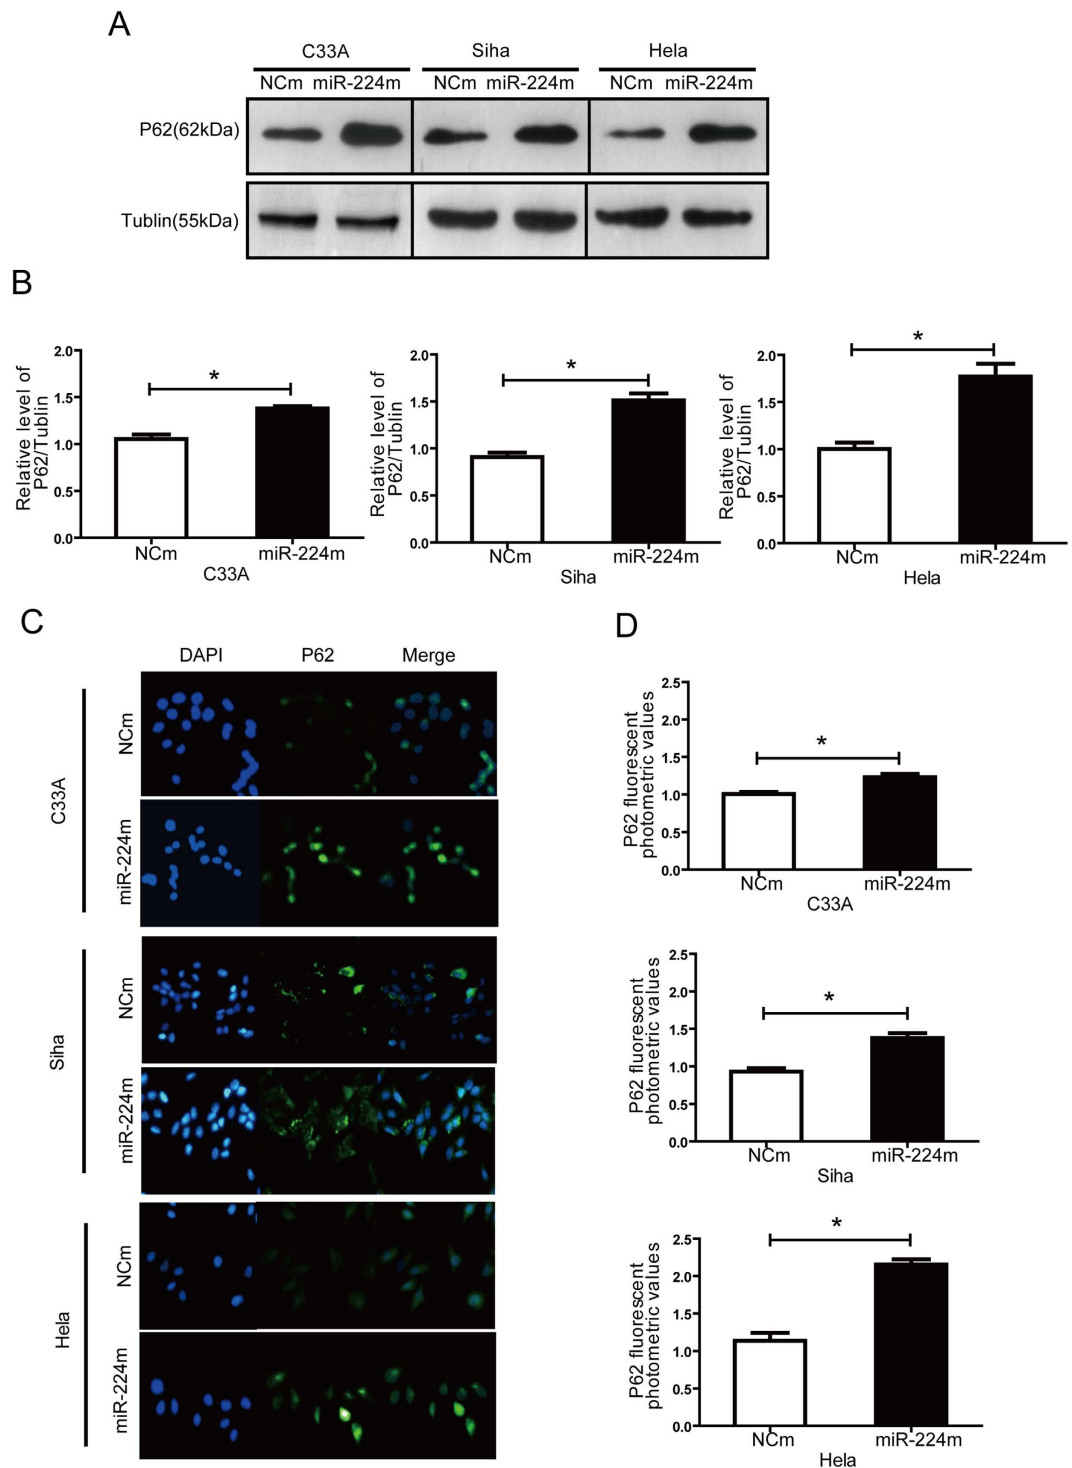 A
C33A Siha Hela
NCm miR-224m NCm miR-224m NCm miR-224m
P62(62kDa)
Tublin(55kDa)
B
Relative level of
P62/Tublin
2.0
1.5
1.0
0.5
0.0
*
NCm miR-224m
C33A
Relative level of
P62/Tublin
2.0
1.5
1.0
0.5
0.0
*
NCm miR-224m
Siha
Relative level of
P62/Tublin
2.0
1.5
1.0
0.5
0.0
*
NCm miR-224m
Hela
C
DAPI P62 Merge
C33A
NCm
miR-224m
Siha
NCm
miR-224m
Hela
NCm
miR-224m
D
P62 fluorescent
photometric values
2.5
2.0
1.5
1.0
0.5
0.0
*
NCm miR-224m
C33A
P62 fluorescent
photometric values
2.5
2.0
1.5
1.0
0.5
0.0
*
NCm miR-224m
Siha
P62 fluorescent
photometric values
2.5
2.0
1.5
1.0
0.5
0.0
*
NCm miR-224m
Hela